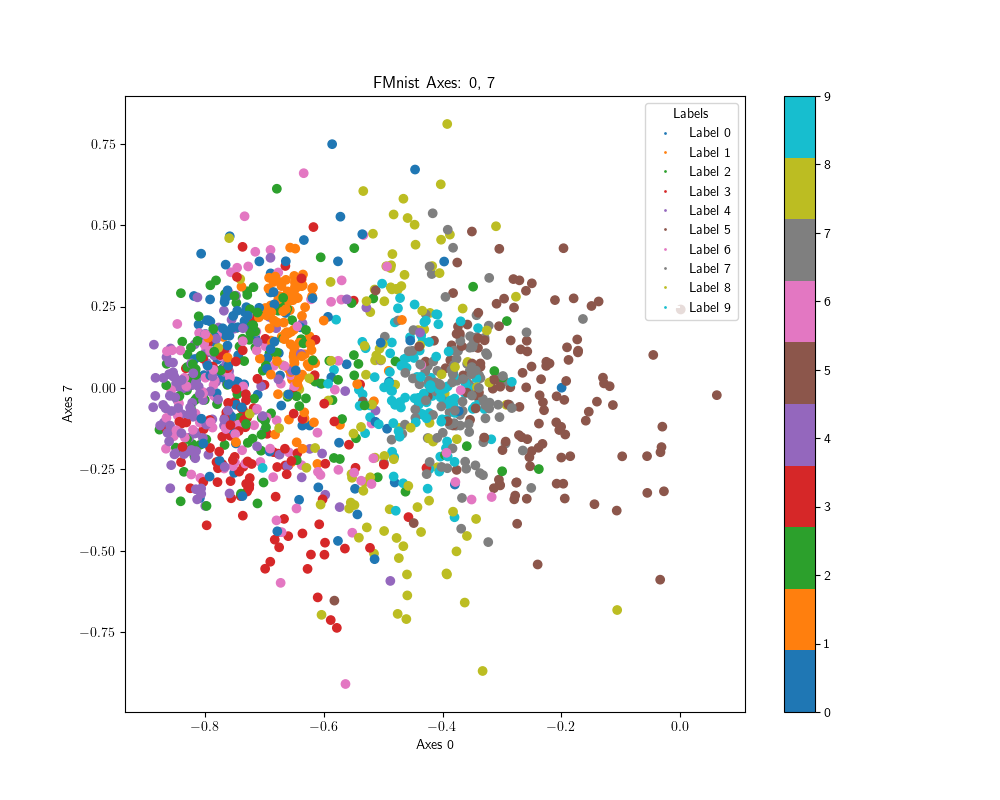 FMnist Axes: 0, 7
Axes 7
0.75
0.50
0.25
0.00
−0.25
−0.50
−0.75
−0.8
−0.6
−0.4
−0.2
0.0
Axes 0
Labels
Label 0
Label 1
Label 2
Label 3
Label 4
Label 5
Label 6
Label 7
Label 8
Label 9
9
8
7
6
5
4
3
2
1
0